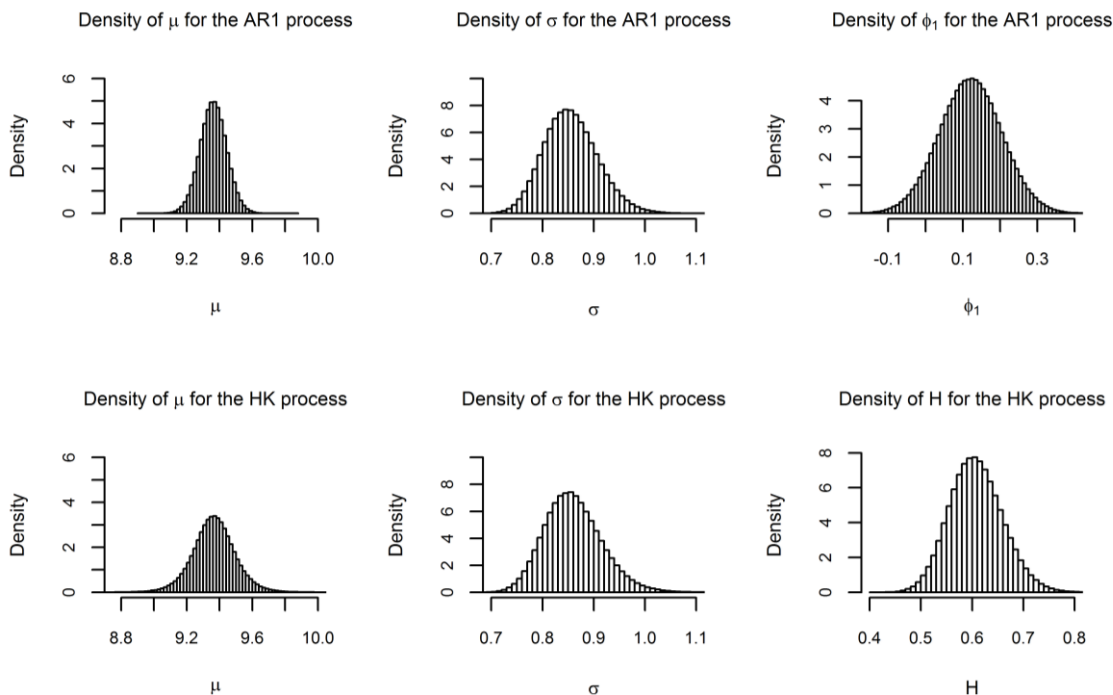 Density of μ for the AR1 process
Density
6
4
2
0
8.8 9.2 9.6 10.0
μ
Density of σ for the AR1 process
Density
8
6
4
2
0
0.7 0.8 0.9 1.0 1.1
σ
Density of ϕ₁ for the AR1 process
Density
4
3
2
1
0
-0.1 0.1 0.3
ϕ₁
Density of μ for the HK process
Density
6
4
2
0
8.8 9.2 9.6 10.0
μ
Density of σ for the HK process
Density
8
6
4
2
0
0.7 0.8 0.9 1.0 1.1
σ
Density of H for the HK process
Density
8
6
4
2
0
0.4 0.5 0.6 0.7 0.8
H